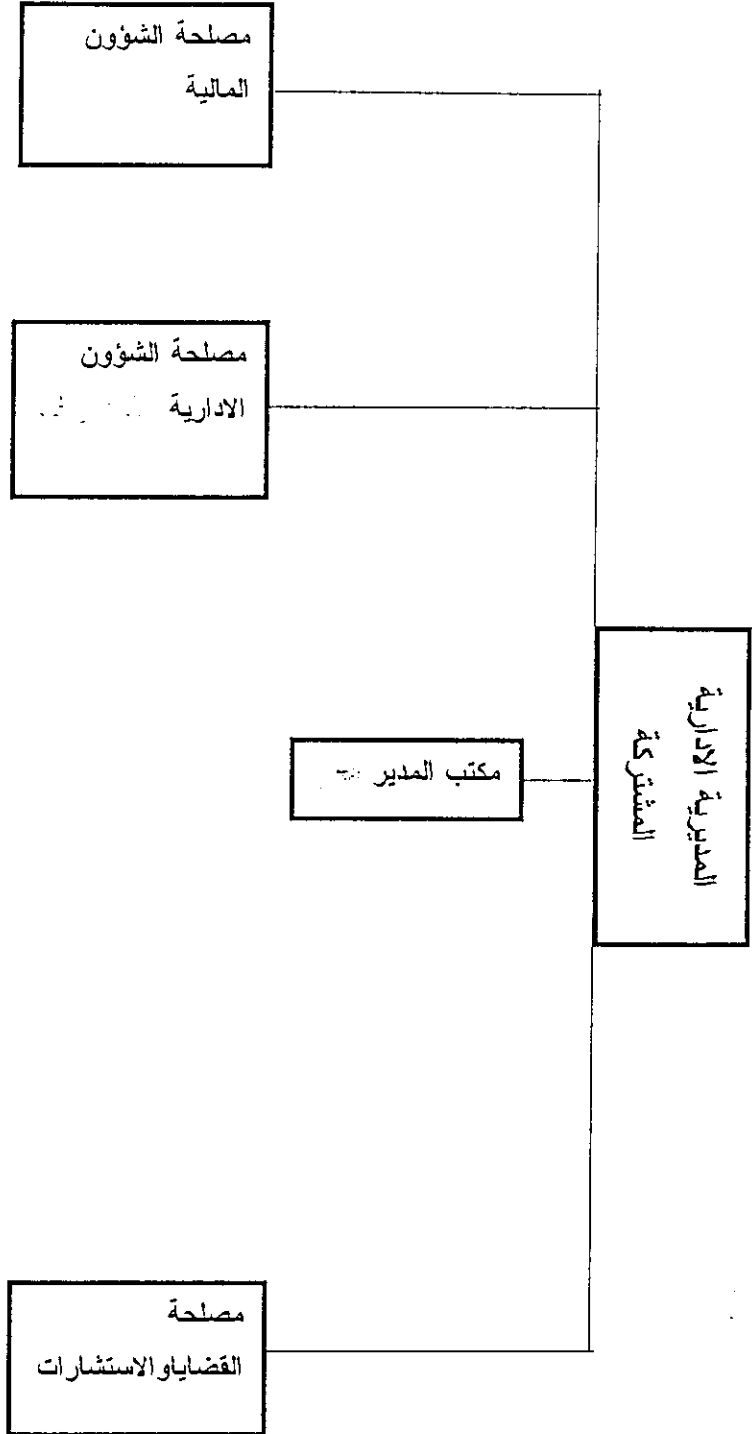 مصلحة الشؤون
المالية
مصلحة الشؤون
الادارية
المديرية الادارية
المشتركة
مكتب المدير
مصلحة
القضاياوالاستشارات